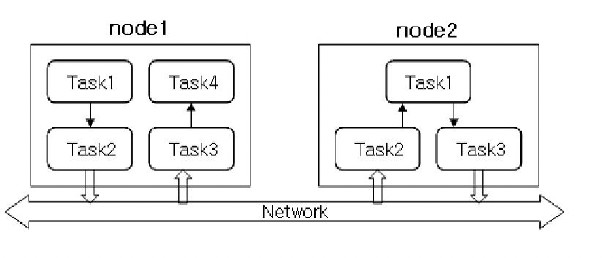 node1
node2
Task1
Task4
Task2
Task3
Task1
Task2
Task3
Network